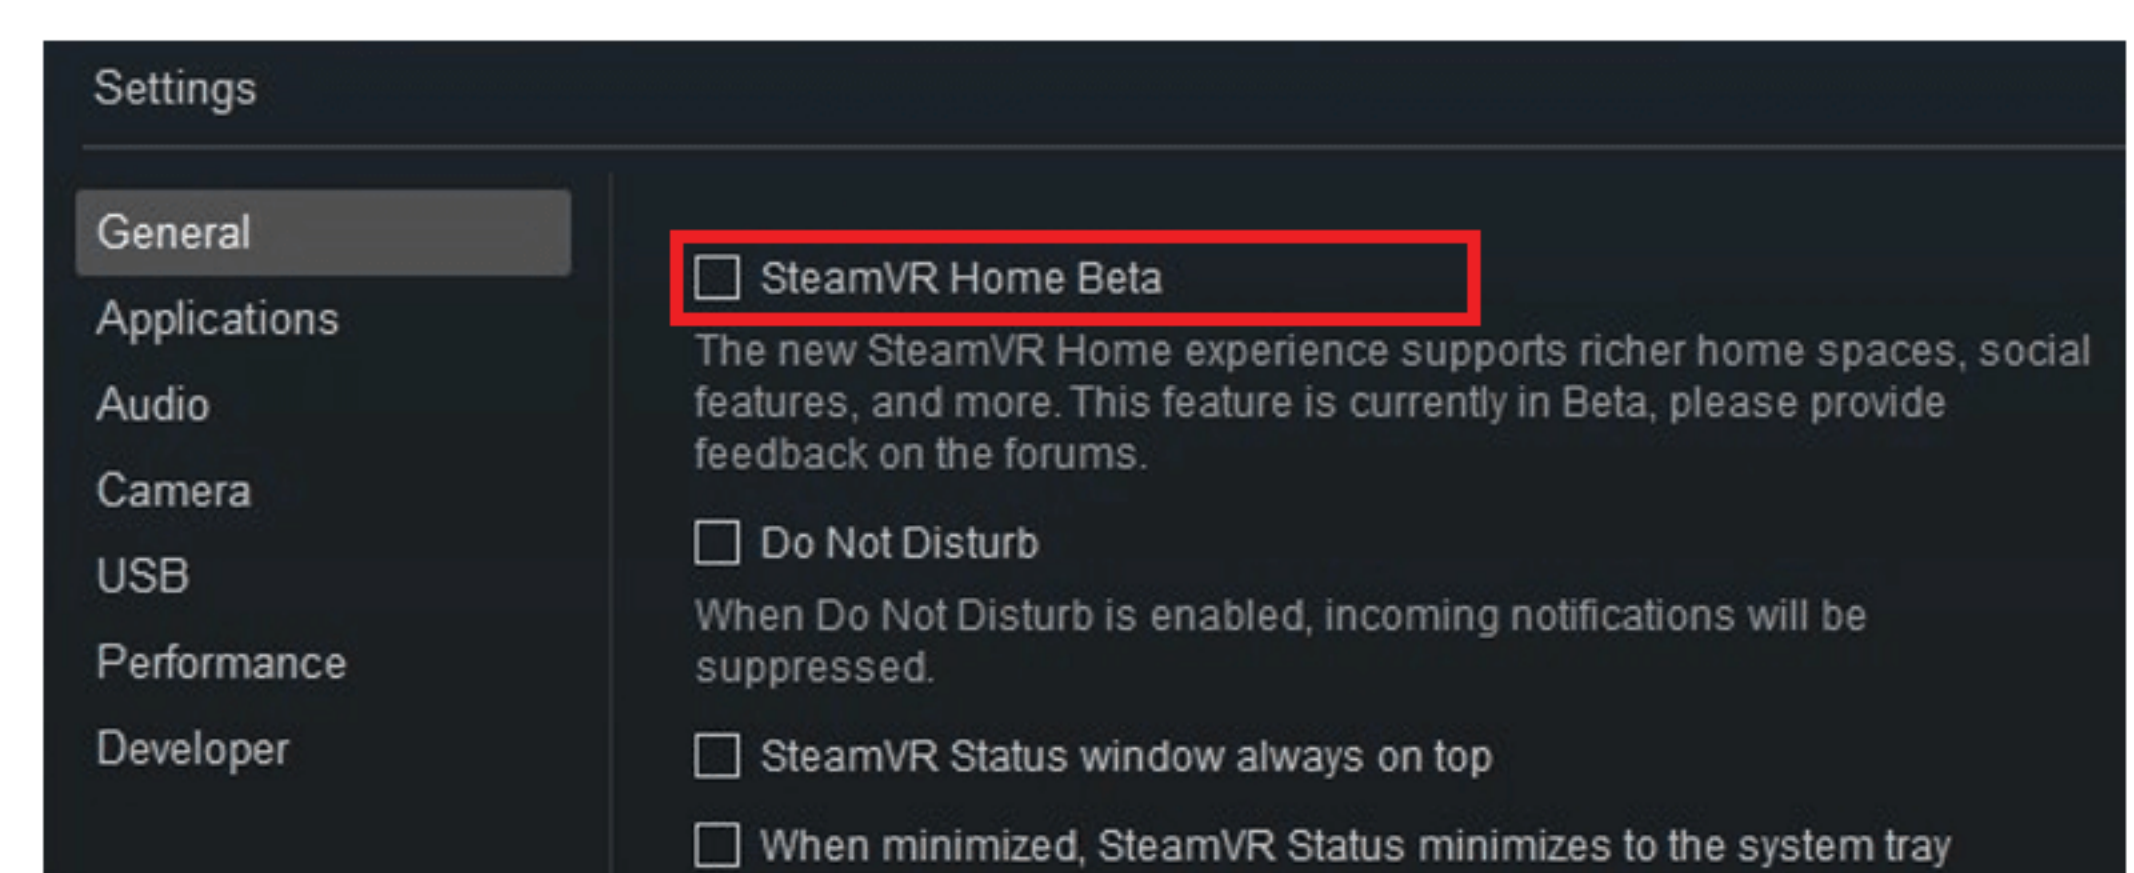 Settings
General
Applications
Audio
Camera
USB
Performance
Developer
SteamVR Home Beta
The new SteamVR Home experience supports richer home spaces, social
features, and more. This feature is currently in Beta, please provide
feedback on the forums.
Do Not Disturb
When Do Not Disturb is enabled, incoming notifications will be
suppressed.
SteamVR Status window always on top
When minimized, SteamVR Status minimizes to the system tray